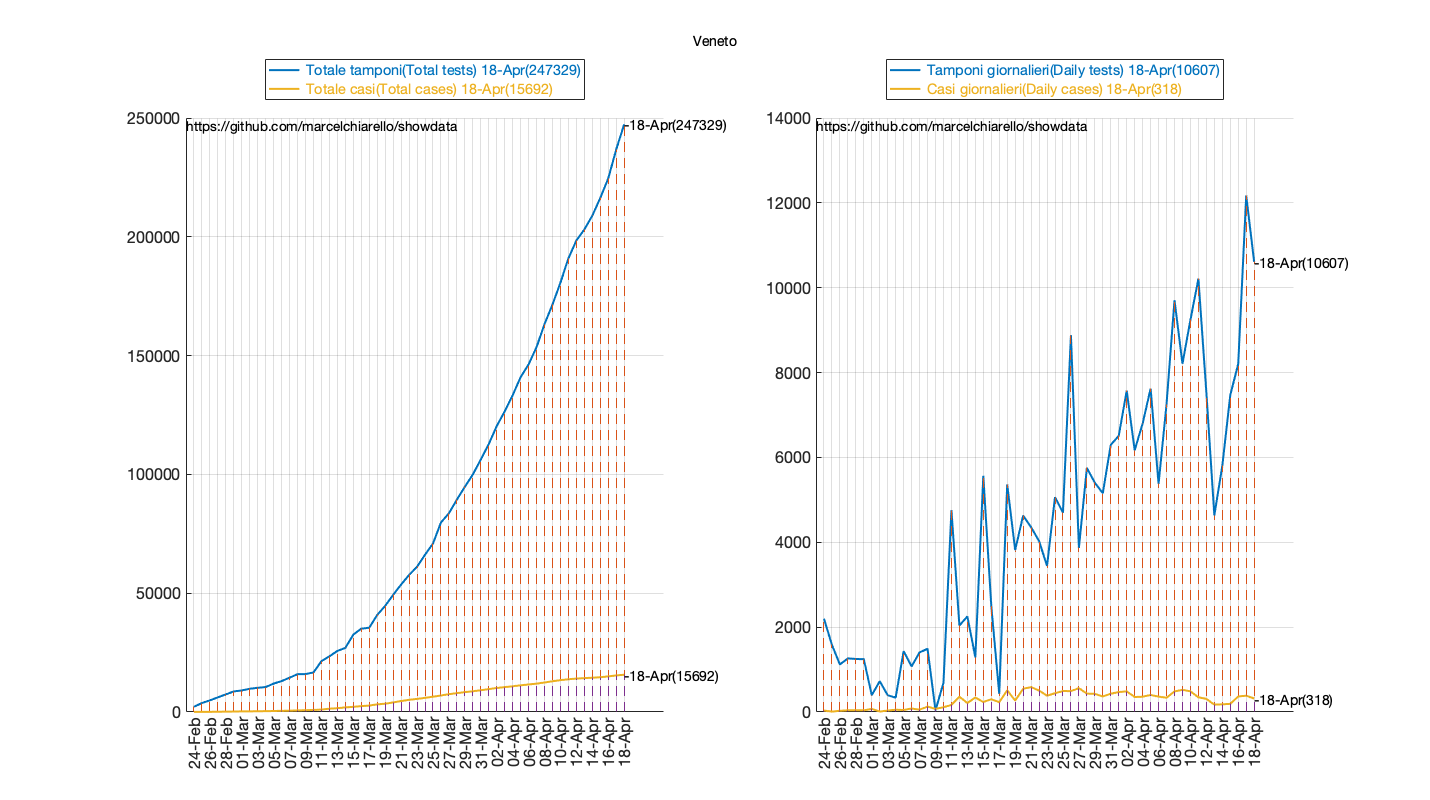 Veneto
Totale tamponi(Total tests) 18-Apr(247329)
Totale casi(Total cases) 18-Apr(15692)
https://github.com/marcelchiarello/showdata
250000
200000
150000
100000
50000
0
18-Apr(247329)
18-Apr(15692)
24-Feb
26-Feb
28-Feb
01-Mar
03-Mar
05-Mar
07-Mar
09-Mar
11-Mar
13-Mar
15-Mar
17-Mar
19-Mar
21-Mar
23-Mar
25-Mar
27-Mar
29-Mar
31-Mar
02-Apr
04-Apr
06-Apr
08-Apr
10-Apr
12-Apr
14-Apr
16-Apr
18-Apr
Tamponi giornalieri(Daily tests) 18-Apr(10607)
Casi giornalieri(Daily cases) 18-Apr(318)
https://github.com/marcelchiarello/showdata
14000
12000
10000
8000
6000
4000
2000
0
18-Apr(10607)
18-Apr(318)
24-Feb
26-Feb
28-Feb
01-Mar
03-Mar
05-Mar
07-Mar
09-Mar
11-Mar
13-Mar
15-Mar
17-Mar
19-Mar
21-Mar
23-Mar
25-Mar
27-Mar
29-Mar
31-Mar
02-Apr
04-Apr
06-Apr
08-Apr
10-Apr
12-Apr
14-Apr
16-Apr
18-Apr